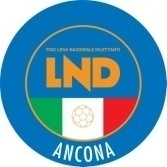 FIGC LEGA NAZIONALE DILETTANTI
LND
ANCONA